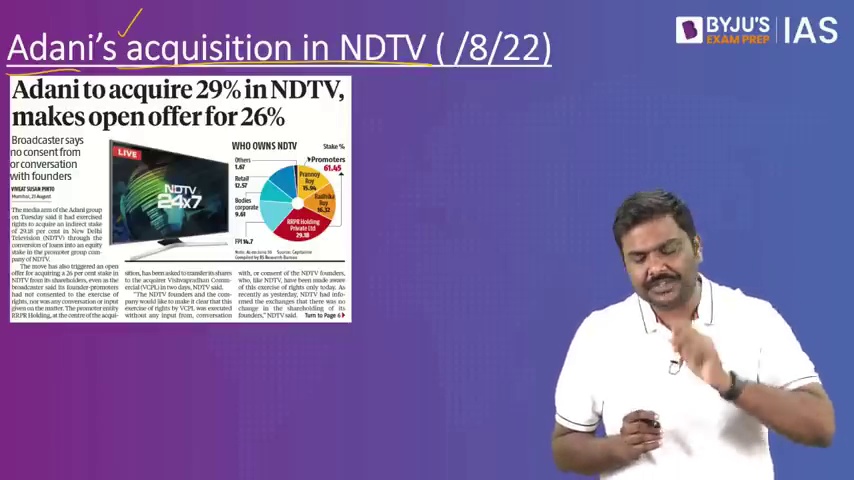 Adani's acquisition in NDTV ( /8/22)
BYJU'S
EXAM PREP
IAS
Adani to acquire 29% in NDTV,
makes open offer for 26%
Broadcaster says
no consent from
or conversation
with founders
VIVEAT SUSAN PINTO
Mumbai, 23 August
The media arm of the Adani group
on Tuesday said it had exercised
rights to acquire an indirect stake
of 29.18 per cent in New Delhi
Television (NDTV) through the
conversion of loans into an equity
stake in the promoter group com-
pany of NDTV.
The move has also triggered an open
offer for acquiring a 26 per cent stake in
NDTV from its shareholders, even as the
broadcaster said its founder-promoters
had not consented to the exercise of
rights, nor was any conversation or input
given on the matter. The promoter entity
RRPR Holding, at the centre of the acqui-
LIVE
NDTV
24x7
WHO OWNS NDTV
Stake %
Others
1.67
Retail
12.57
Bodies
corporate
9.61
FPI 14.7
Promoters
61.45
Prannoy
Roy
15.94
Radhika
Roy
16.32
RRPR Holding
Private Ltd
29.18
Note: As on June 30 Source: Capitaline
Compiled by BS Research Bureau
sition, has been asked to transfer its shares
to the acquirer Vishvapradhan Comme-
rcial (VCPL) in two days, NDTV said.
"The NDTV founders and the com-
pany would like to make it clear that this
exercise of rights by VCPL was executed
without any input from, conversation
with, or consent of the NDTV founders,
who, like NDTV, have been made aware
of this exercise of rights only today. As
recently as yesterday, NDTV had info-
rmed the exchanges that there was no
change in the shareholding of its
founders," NDTV said. Turn to Page 6